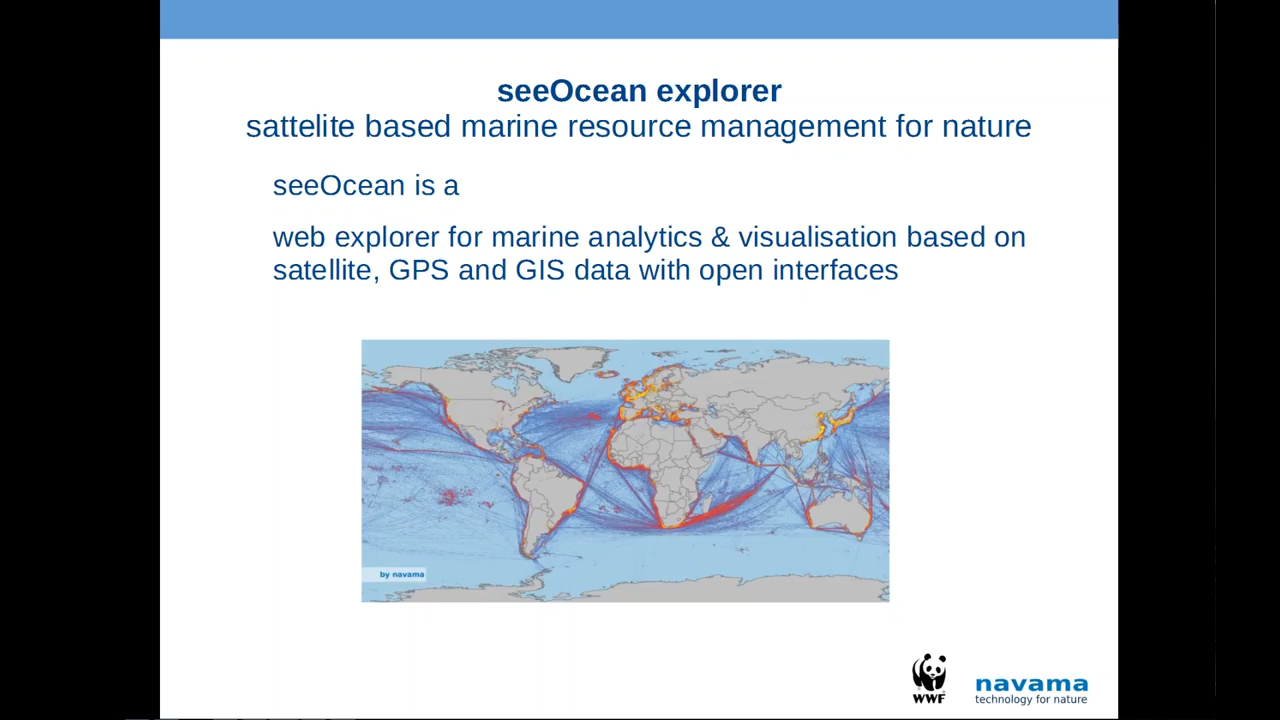 seeOcean explorer
sattelite based marine resource management for nature
seeOcean is a
web explorer for marine analytics & visualisation based on
satellite, GPS and GIS data with open interfaces
by navama
WWF
navama
technology for nature